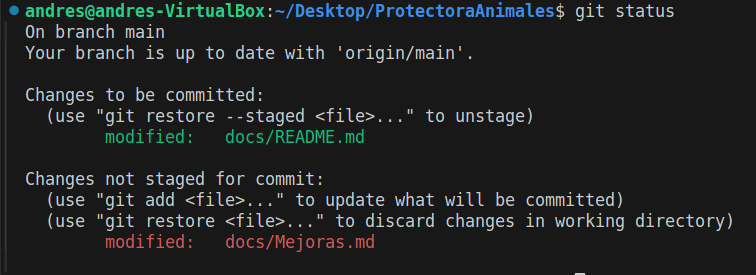 andres@andres-VirtualBox:~/Desktop/ProtectoraAnimales$ git status
On branch main
Your branch is up to date with 'origin/main'.

Changes to be committed:
  (use "git restore --staged <file>..." to unstage)
        modified:   docs/README.md

Changes not staged for commit:
  (use "git add <file>..." to update what will be committed)
  (use "git restore <file>..." to discard changes in working directory)
        modified:   docs/Mejoras.md